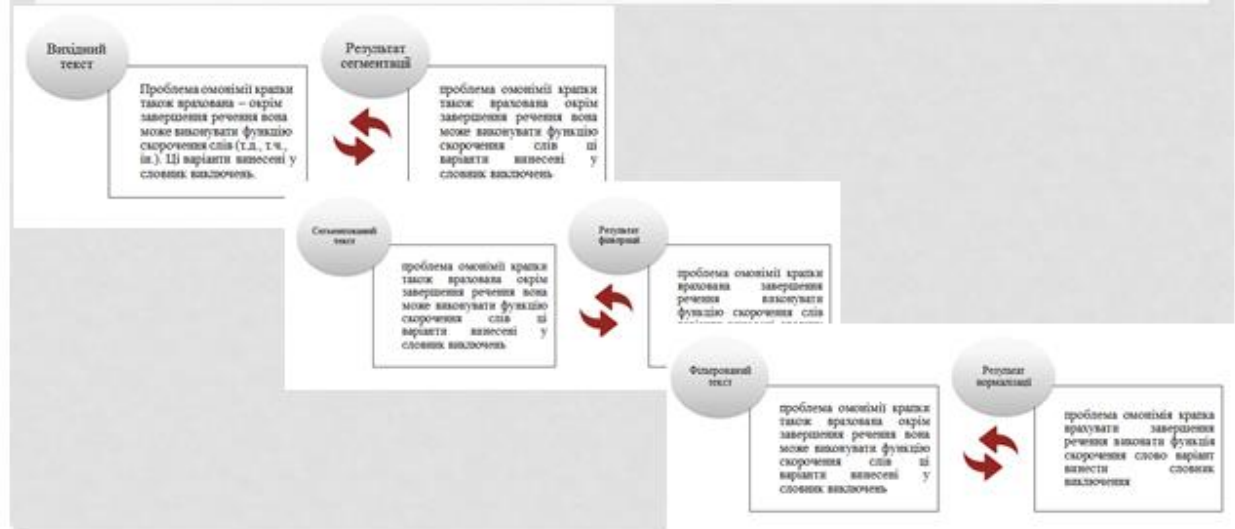 Вихідний
текст
Проблема омонімії крапки
також врахована – окрім
завершення речення вона
може виконувати функцію
скорочення слів (т.д., т.ч.,
ін.). Ці варіанти винесені у
словник виключень.
Результат
сегментації
проблема омонімії крапки
також врахована окрім
завершення речення вона
може виконувати функцію
скорочення слів ці
варіанти винесені у
словник виключень
Сегментований
текст
проблема омонімії крапки
також врахована окрім
завершення речення вона
може виконувати функцію
скорочення слів ці
варіанти винесені у
словник виключень
Результат
фільтрації
проблема омонімії крапки
врахована завершення
речення виконувати
функцію скорочення слів
Фільтрований
текст
проблема омонімії крапки
також врахована окрім
завершення речення вона
може виконувати функцію
скорочення слів ці
варіанти винесені у
словник виключень
Результат
нормалізації
проблема омонімія крапка
врахувати завершення
речення виконати функція
скорочення слово варіант
винести словник
виключення